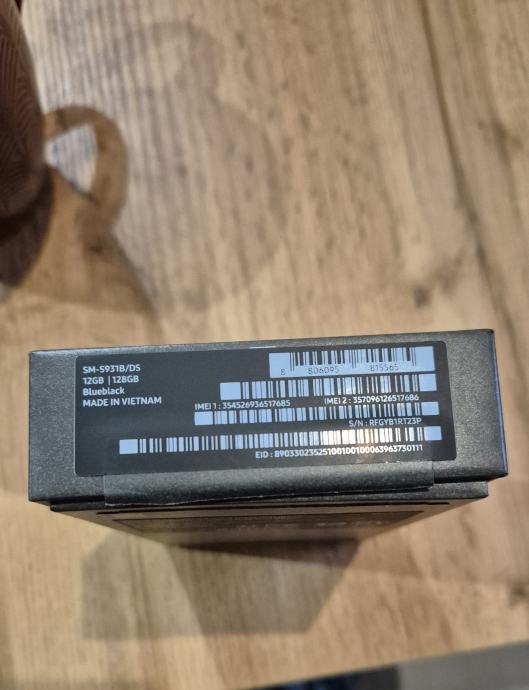 SM-S931B/DS
12GB | 128GB
Blueblack
MADE IN VIETNAM
8 806095 815565
IMEI 1 : 354526936517685 IMEI 2 : 357096126517686
S/N : RFGYB1RTZ3P
EID : 89033023525100100100063963730111